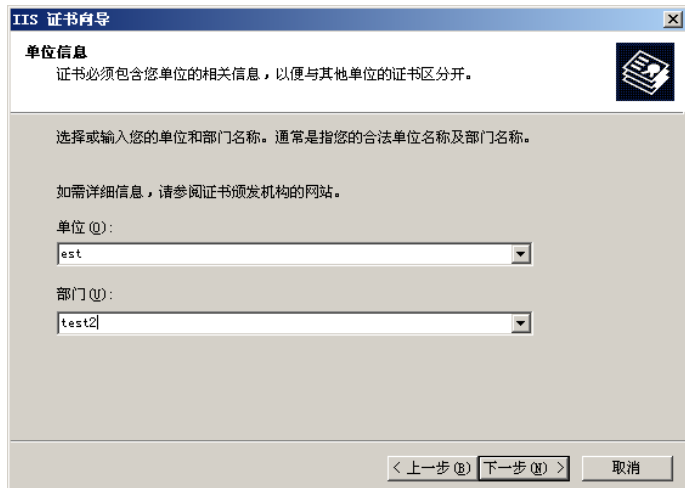 IIS 证书向导
单位信息
证书必须包含您单位的相关信息，以便与其他单位的证书区分开。
选择或输入您的单位和部门名称。通常是指您的合法单位名称及部门名称。
如需详细信息，请参阅证书颁发机构的网站。
单位(O):
est
部门(U):
test2
< 上一步(B) 下一步(N) > 取消